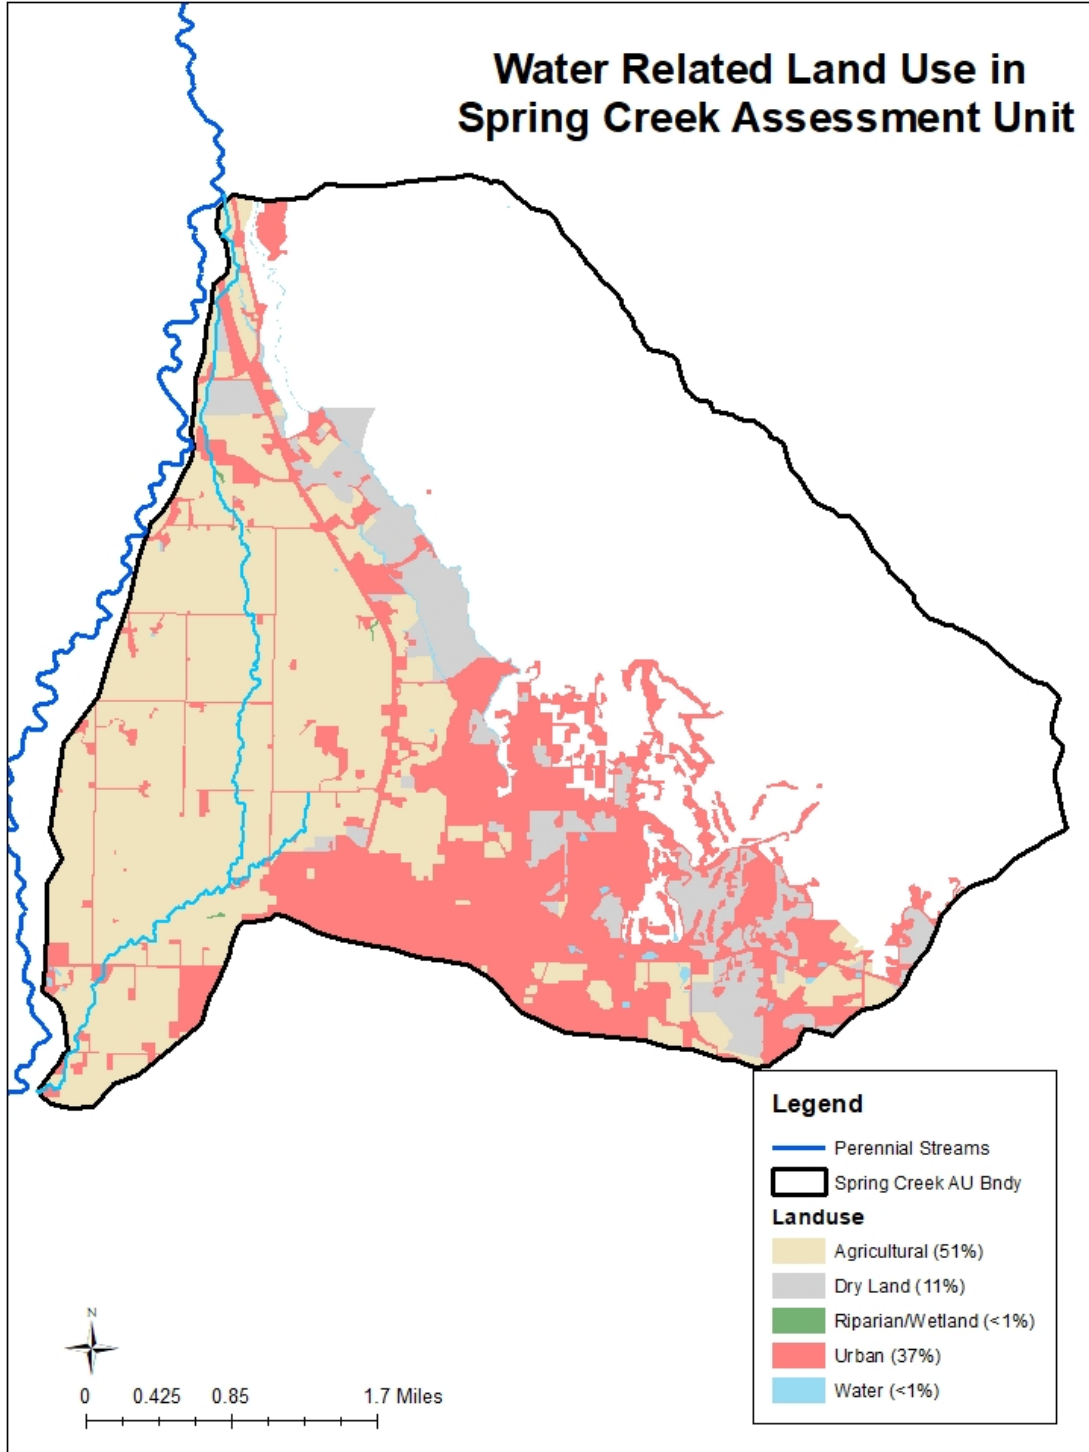 Water Related Land Use in
Spring Creek Assessment Unit
Legend
Perennial Streams
Spring Creek AU Bndy
Landuse
Agricultural (51%)
Dry Land (11%)
Riparian/Wetland (<1%)
Urban (37%)
Water (<1%)
N
0 0.425 0.85 1.7 Miles